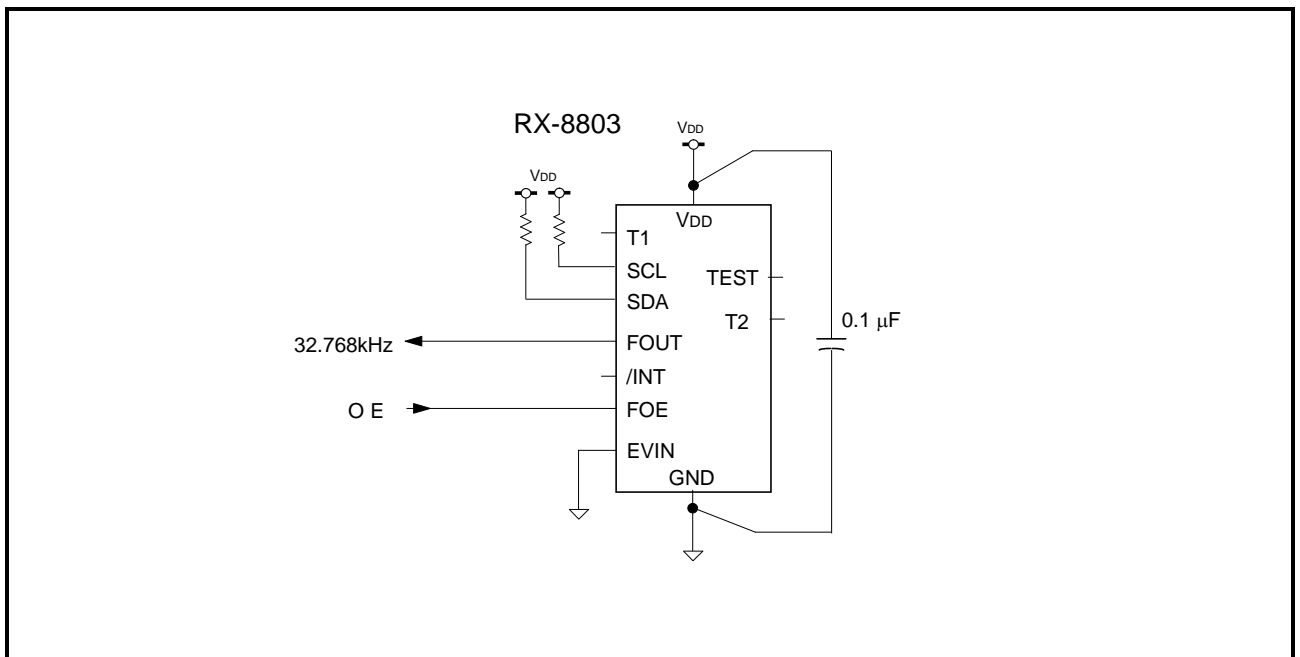 RX-8803
VDD
VDD
VDD
T1
SCL
TEST
SDA
T2
0.1 μF
32.768kHz
FOUT
/INT
O E
FOE
EVIN
GND